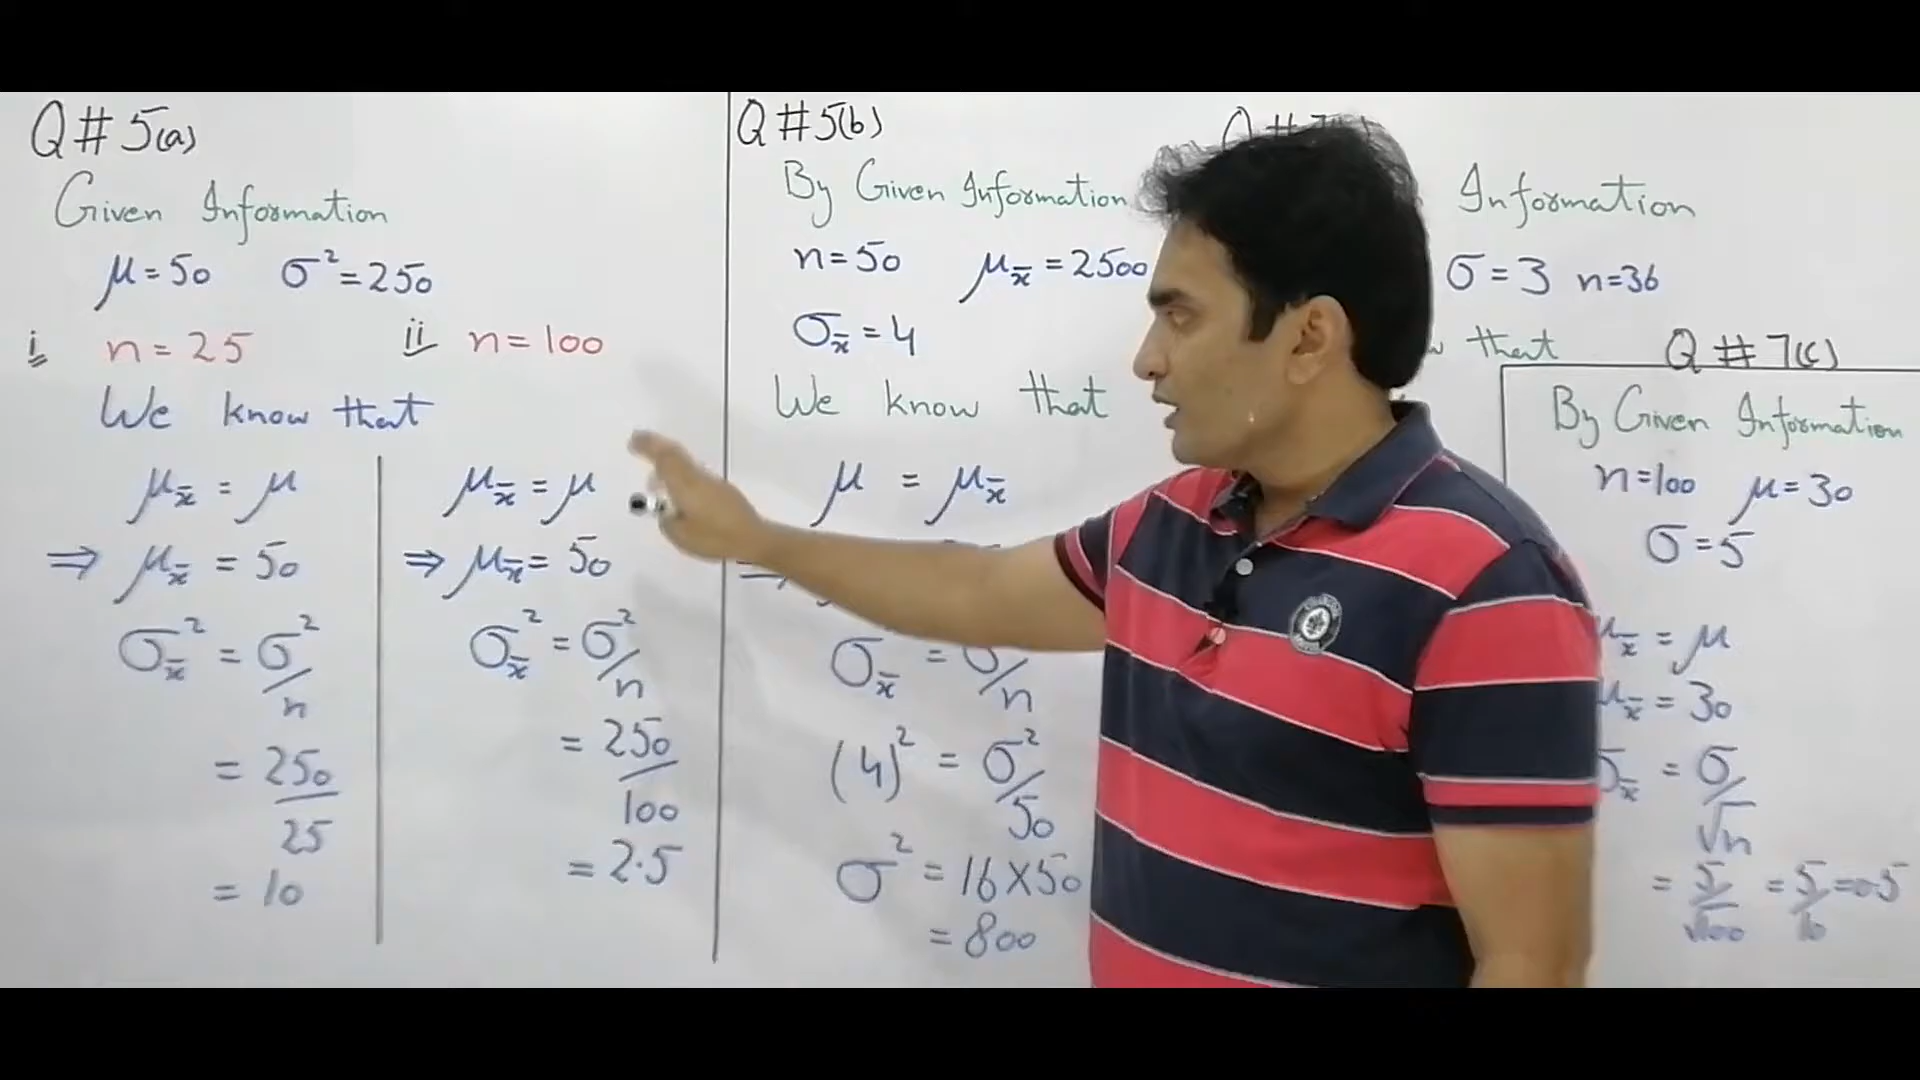 Q # 5(a)
Given Information
μ = 50 σ² = 250
i n = 25 ii n = 100
We know that
μx̄ = μ
⇒ μx̄ = 50
σx̄² = σ²/n
= 250/25
= 10
μx̄ = μ
⇒ μx̄ = 50
σx̄² = σ²/n
= 250/100
= 2.5
Q # 5(b)
By Given Information
n = 50 μx̄ = 2500
σx̄ = 4
We know that
μ = μx̄
⇒
σx̄ = σ/n
(4)² = σ²/50
σ² = 16 × 50
= 800
Q #
Information
σ = 3 n = 36
that
Q # 7(c)
By Given Information
n = 100 μ = 30
σ = 5
μx̄ = μ
μx̄ = 30
σx̄ = σ/√n
= 5/√100 = 5/10 = 0.5